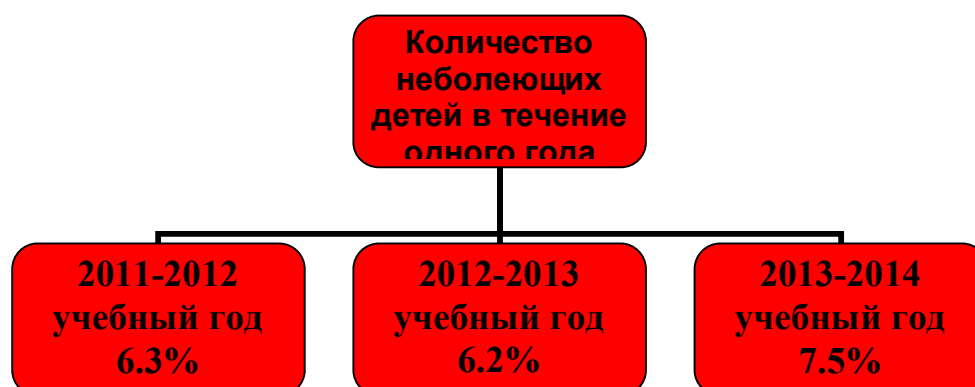 Количество
неболеющих
детей в течение
одного года
2011-2012
учебный год
6.3%
2012-2013
учебный год
6.2%
2013-2014
учебный год
7.5%